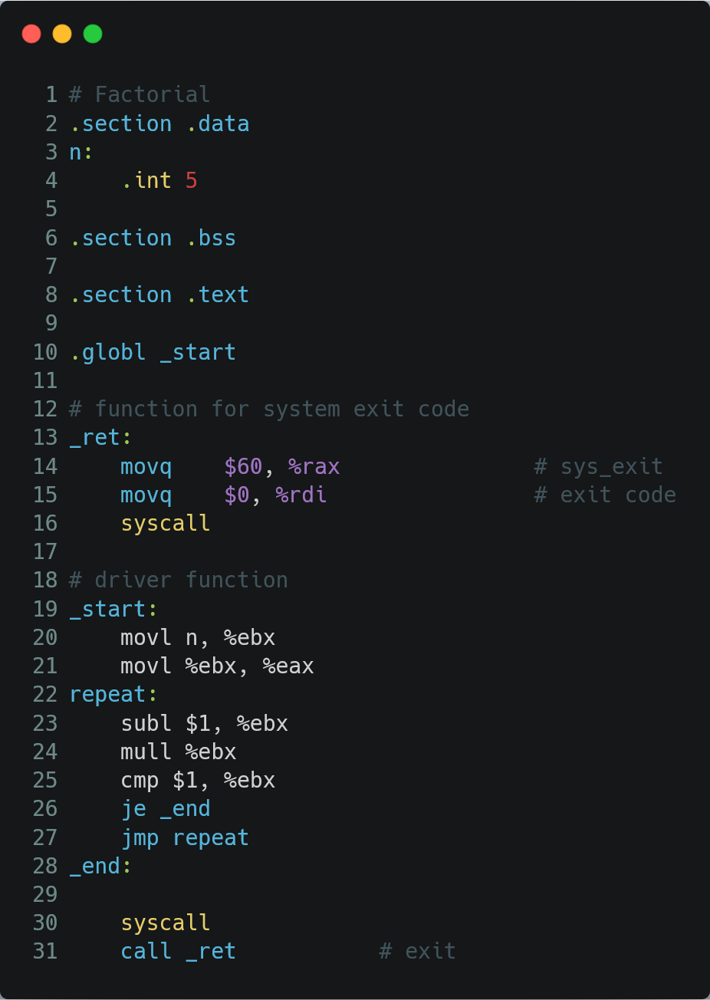 1 # Factorial
2 .section .data
3 n:
4     .int 5
5
6 .section .bss
7
8 .section .text
9
10 .globl _start
11
12 # function for system exit code
13 _ret:
14     movq    $60, %rax               # sys_exit
15     movq    $0, %rdi                # exit code
16     syscall
17
18 # driver function
19 _start:
20     movl n, %ebx
21     movl %ebx, %eax
22 repeat:
23     subl $1, %ebx
24     mull %ebx
25     cmp $1, %ebx
26     je _end
27     jmp repeat
28 _end:
29
30     syscall
31     call _ret           # exit